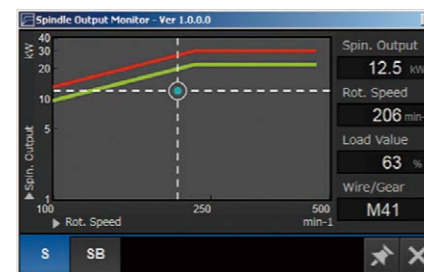 Spindle Output Monitor - Ver 1.0.0.0
kW
40
30
20
10
5
1
▶Spin. Output
100
250
500
▶ Rot. Speed
min-1
Spin. Output
12.5 kW
Rot. Speed
206 min-
Load Value
63 %
Wire/Gear
M41
S
SB